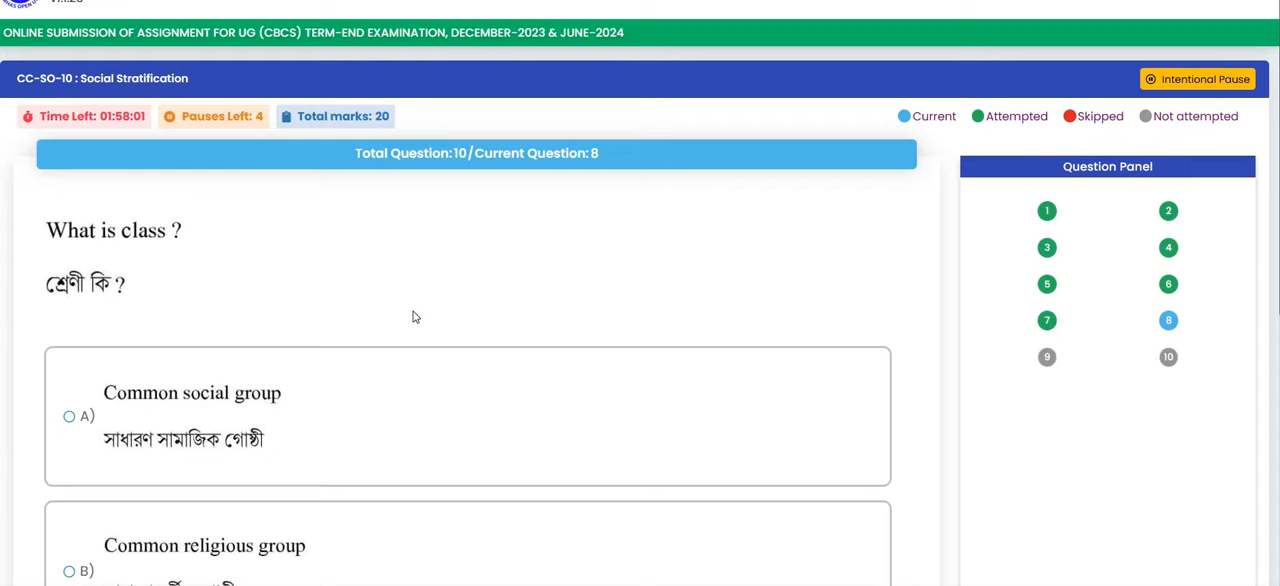 ONLINE SUBMISSION OF ASSIGNMENT FOR UG (CBCS) TERM-END EXAMINATION, DECEMBER-2023 & JUNE-2024
CC-SO-10 : Social Stratification
Intentional Pause
Time Left: 01:58:01
Pauses Left: 4
Total marks: 20
Current
Attempted
Skipped
Not attempted
Total Question:10/Current Question: 8
Question Panel
What is class ?
শ্রেণী কি ?
1
2
3
4
5
6
7
8
9
10
A)
Common social group
সাধারণ সামাজিক গোষ্ঠী
B)
Common religious group